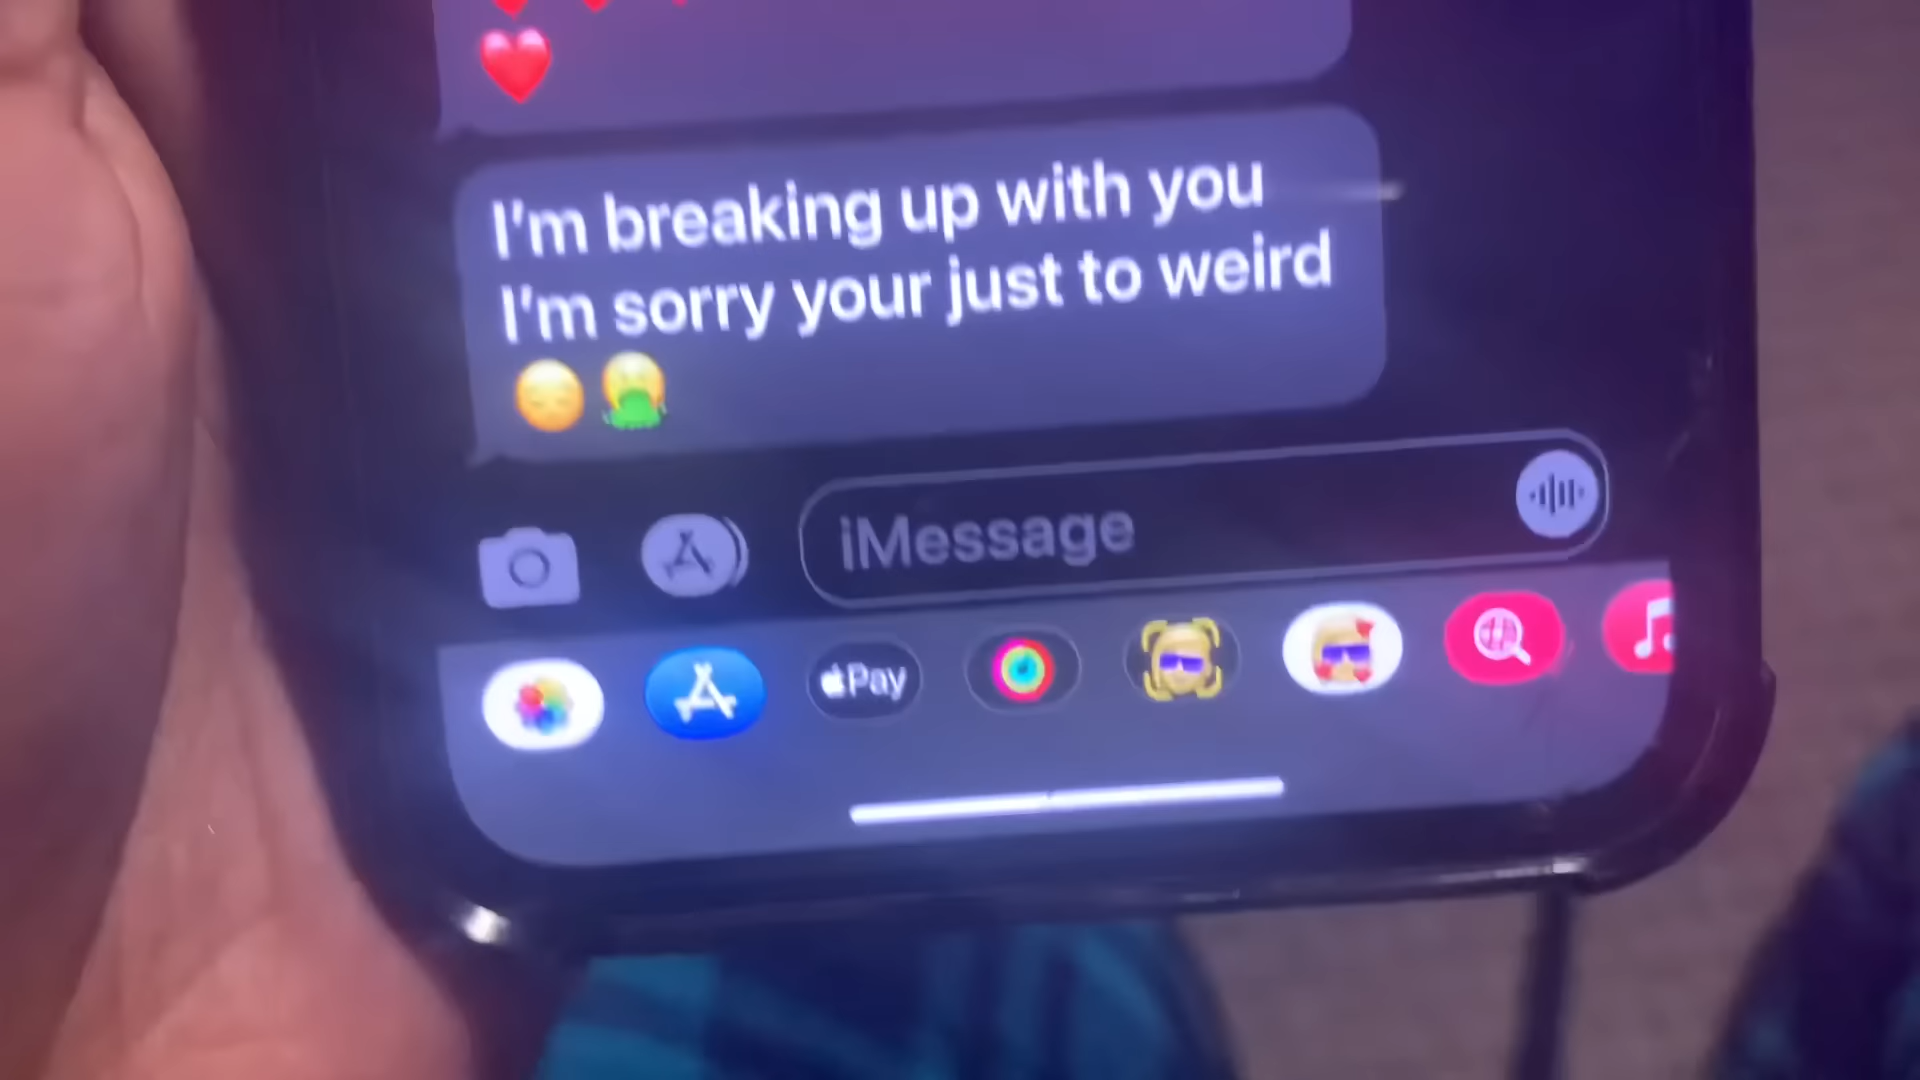 ❤️
I'm breaking up with you
I'm sorry your just to weird
😔 🤮
iMessage
Pay